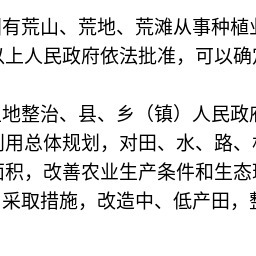 有荒山、荒地、荒滩从事种植业
以上人民政府依法批准，可以确定
地整治、县、乡（镇）人民政府
利用总体规划，对田、水、路、林
面积，改善农业生产条件和生态环
采取措施，改造中、低产田，整